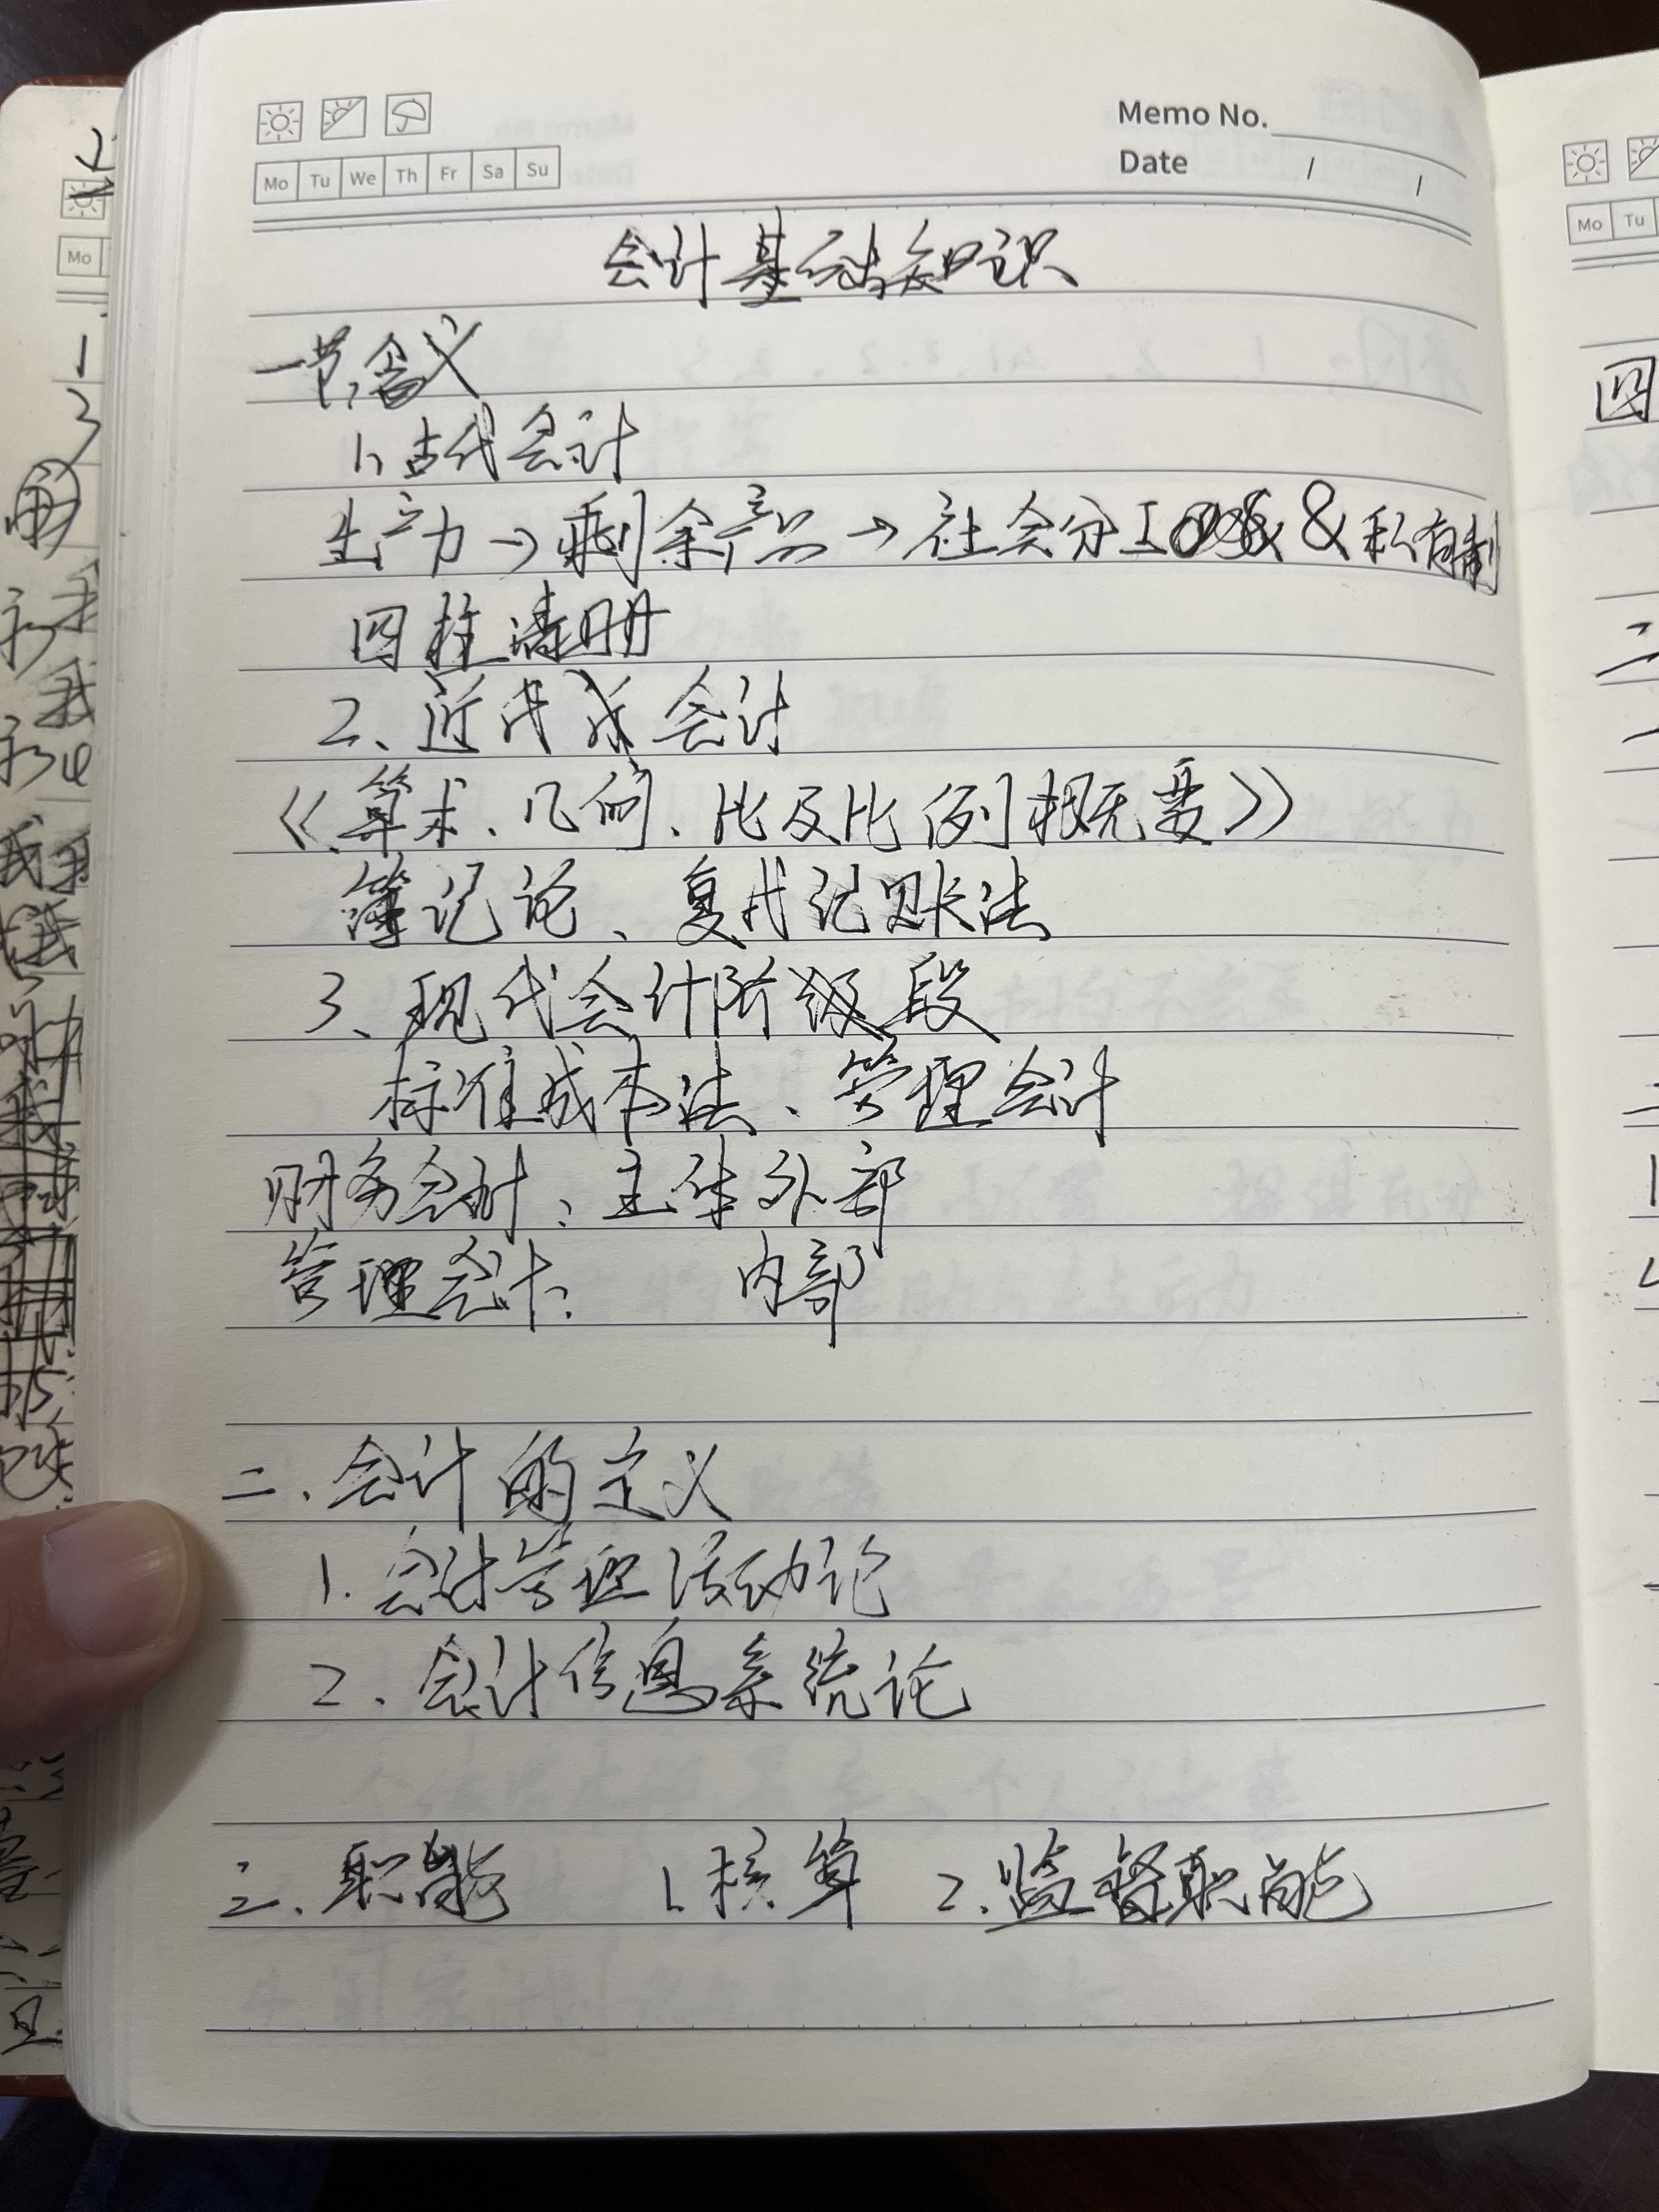 Memo No.
Mo Tu We Th Fr Sa Su
Date / /
会计基础知识
一节、含义
1、古代会计
生产力→剩余产品→社会分工 & 私有制
四柱清册
2、近代 会计
《算术、几何、比及比例概要》
簿记论、复式记账法
3、现代会计阶段
标准成本法、管理会计
财务会计、主体外部
管理会计、 内部
二、会计的定义
1. 会计管理活动论
2. 会计信息系统论
三、职能 1.核算 2.监督职能
Mo
Mo Tu
四